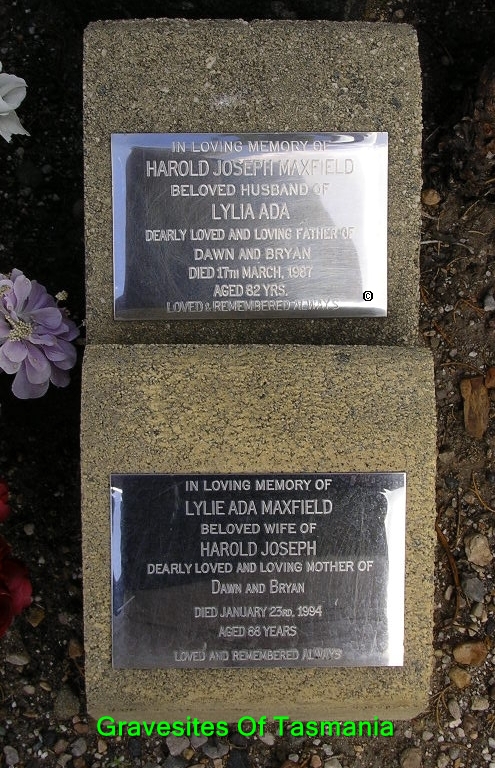 IN LOVING MEMORY OF
HAROLD JOSEPH MAXFIELD
BELOVED HUSBAND OF
LYLIA ADA
DEARLY LOVED AND LOVING FATHER OF
DAWN AND BRYAN
DIED 17TH MARCH, 1987
AGED 82 YRS.
LOVED & REMEMBERED ALWAYS
©
IN LOVING MEMORY OF
LYLIE ADA MAXFIELD
BELOVED WIFE OF
HAROLD JOSEPH
DEARLY LOVED AND LOVING MOTHER OF
DAWN AND BRYAN
DIED JANUARY 23RD, 1994
AGED 88 YEARS
LOVED AND REMEMBERED ALWAYS
Gravesites Of Tasmania